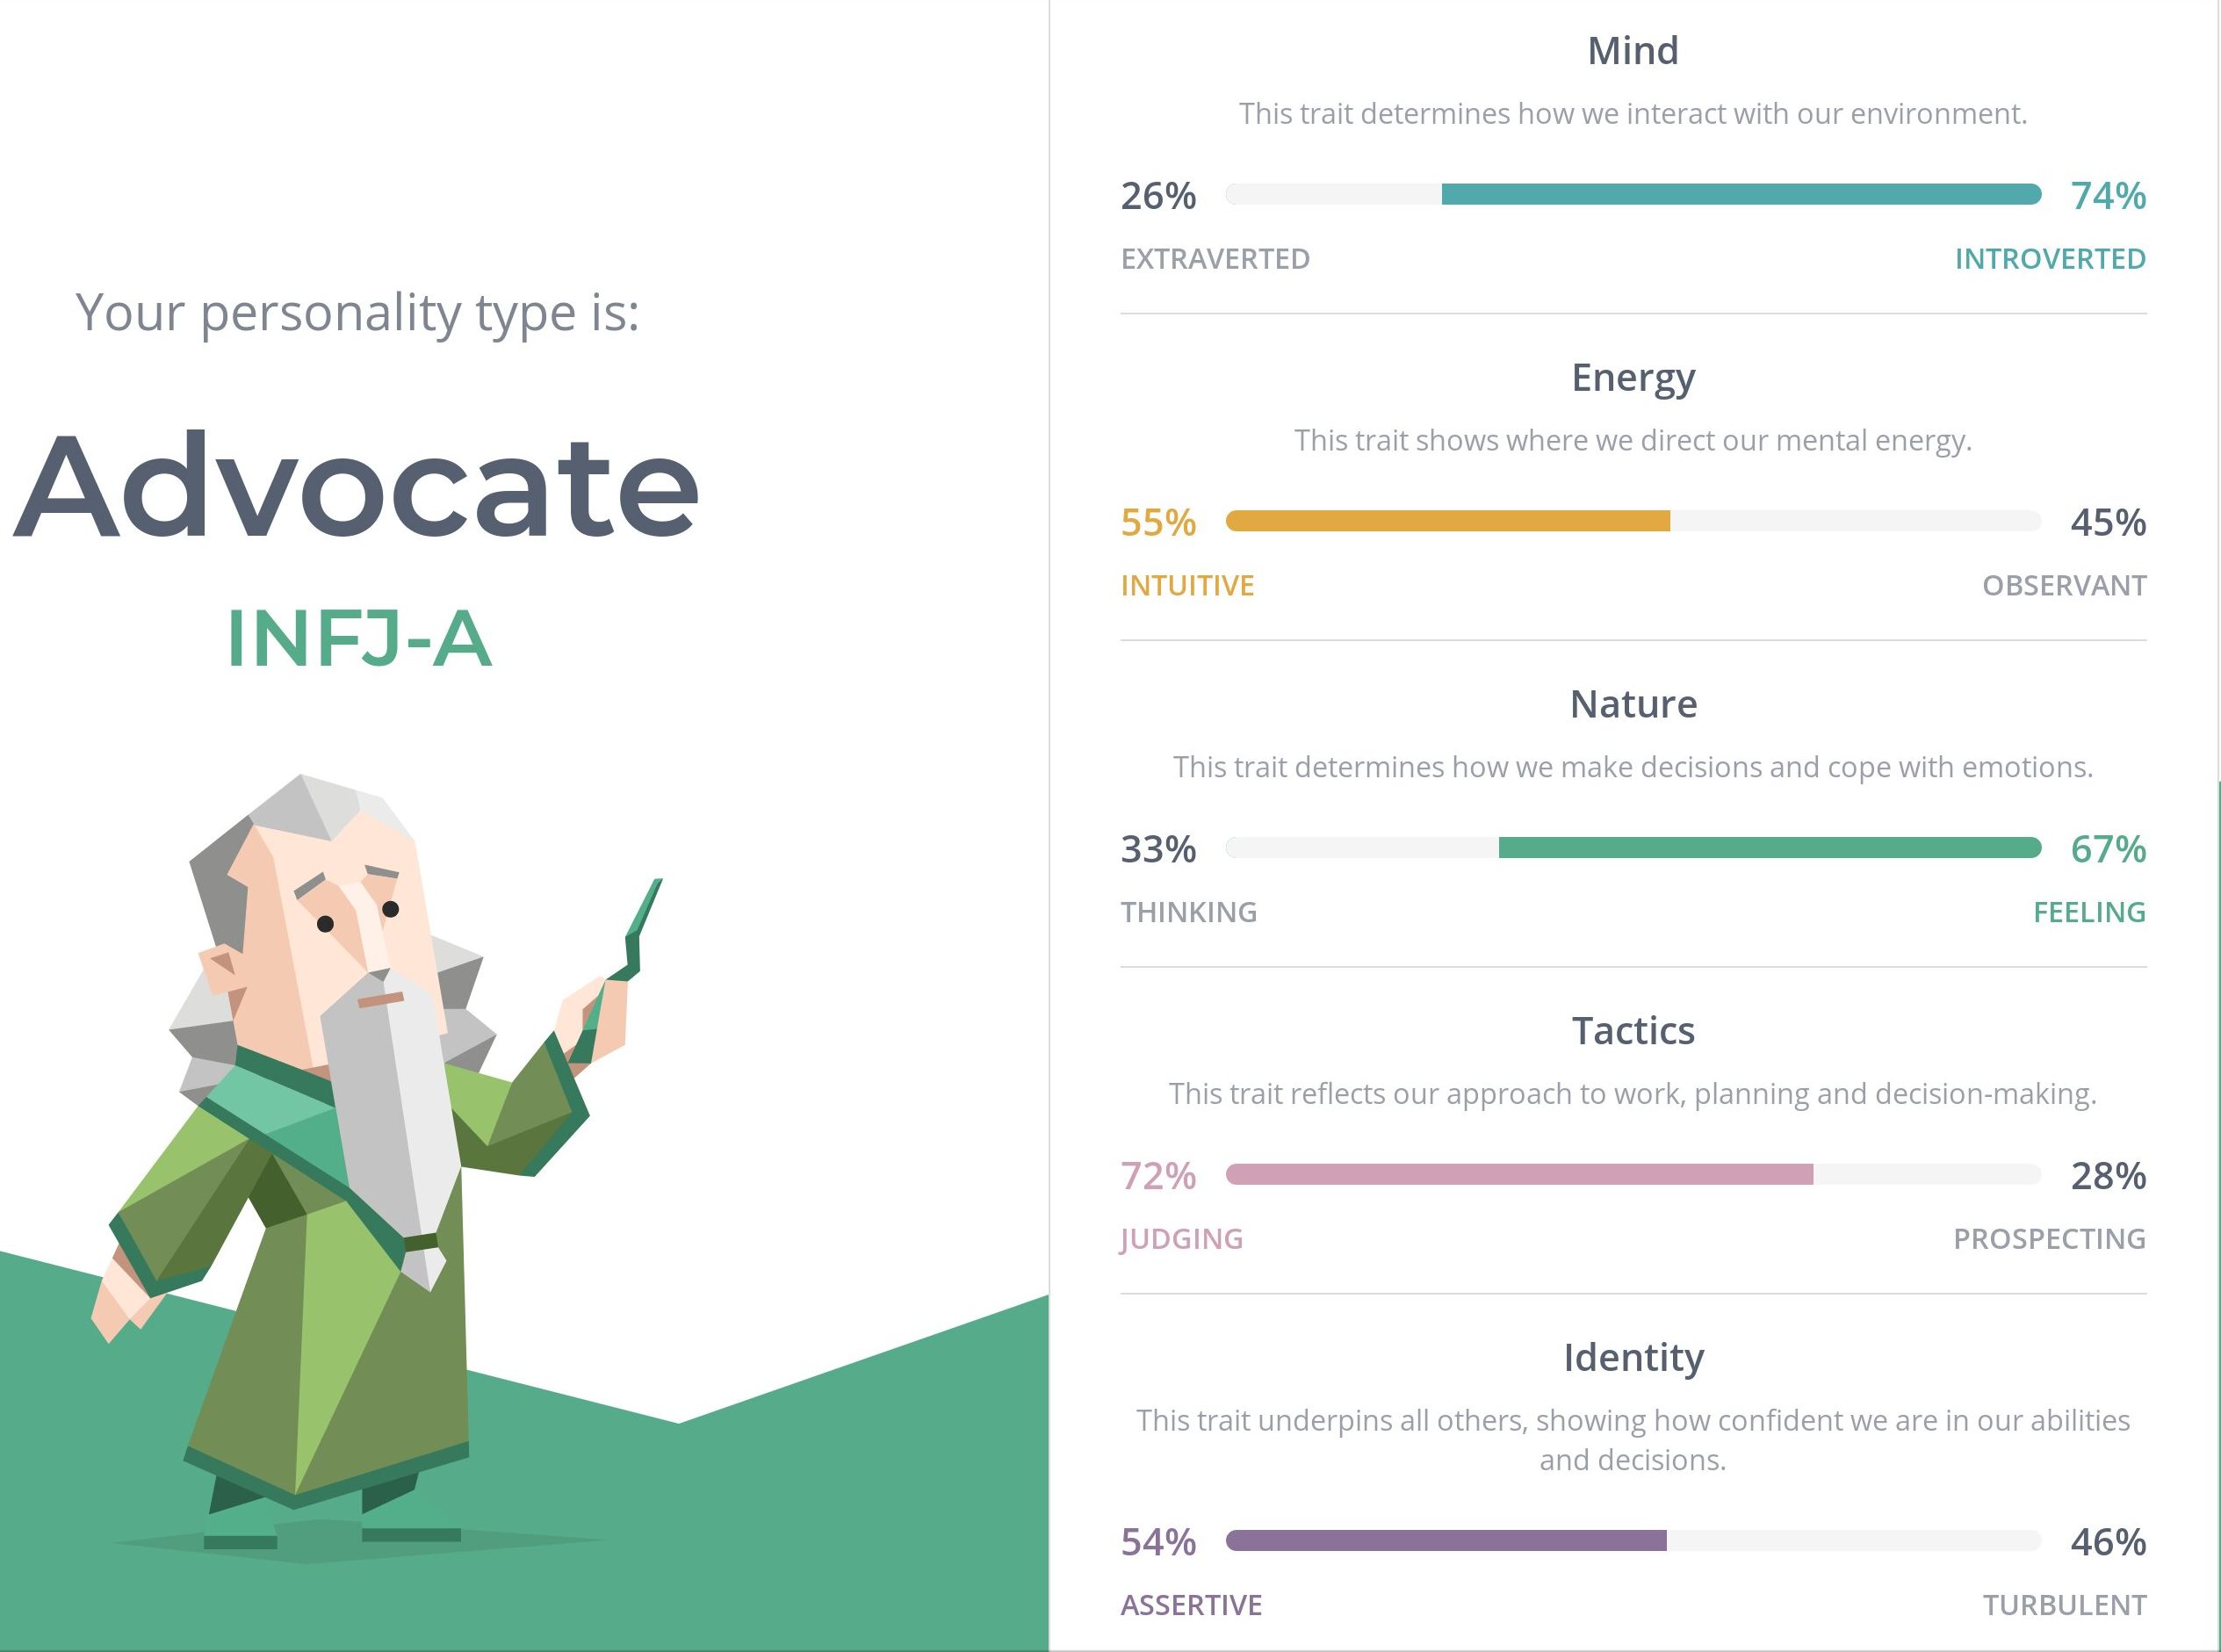 Your personality type is:
Advocate
INFJ-A
Mind
This trait determines how we interact with our environment.
26% 74%
EXTRAVERTED INTROVERTED
Energy
This trait shows where we direct our mental energy.
55% 45%
INTUITIVE OBSERVANT
Nature
This trait determines how we make decisions and cope with emotions.
33% 67%
THINKING FEELING
Tactics
This trait reflects our approach to work, planning and decision-making.
72% 28%
JUDGING PROSPECTING
Identity
This trait underpins all others, showing how confident we are in our abilities
and decisions.
54% 46%
ASSERTIVE TURBULENT